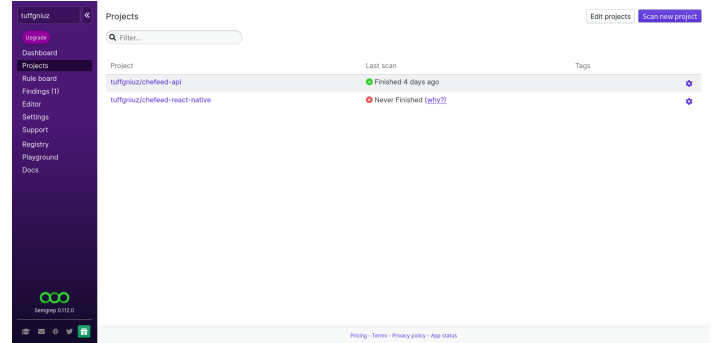 tuffgniuz
«
Upgrade
Dashboard
Projects
Rule board
Findings (1)
Editor
Settings
Support
Registry
Playground
Docs
Semgrep 0.112.0
Projects
Edit projects
Scan new project
Filter...
Project Last scan Tags
tuffgniuz/chefeed-api Finished 4 days ago
tuffgniuz/chefeed-react-native Never Finished (why?)
Pricing - Terms - Privacy policy - App status